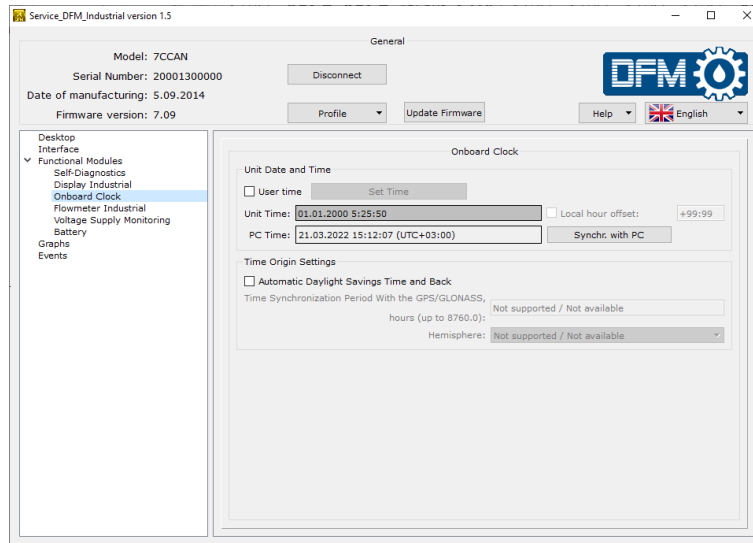 Service_DFM_Industrial version 1.5
General
Model: 7CCAN
Serial Number: 20001300000
Disconnect
Date of manufacturing: 5.09.2014
Firmware version: 7.09
Profile
Update Firmware
DFM
Help
English
Desktop
Interface
Functional Modules
Self-Diagnostics
Display Industrial
Onboard Clock
Flowmeter Industrial
Voltage Supply Monitoring
Battery
Graphs
Events
Onboard Clock
Unit Date and Time
User time
Set Time
Unit Time: 01.01.2000 5:25:50
Local hour offset: +99:99
PC Time: 21.03.2022 15:12:07 (UTC+03:00)
Synchr. with PC
Time Origin Settings
Automatic Daylight Savings Time and Back
Time Synchronization Period With the GPS/GLONASS,
hours (up to 8760.0): Not supported / Not available
Hemisphere: Not supported / Not available